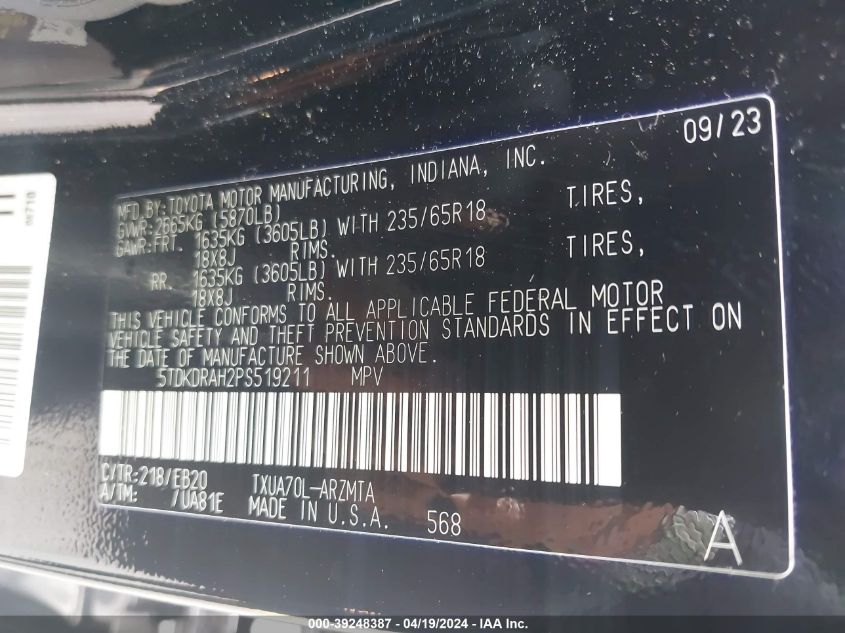 09/23
MFD.BY:TOYOTA MOTOR MANUFACTURING, INDIANA, INC.
GVWR:2665KG (5870LB)
GAWR:FRT. 1635KG (3605LB) WITH 235/65R18 TIRES,
18X8J RIMS.
RR. 1635KG (3605LB) WITH 235/65R18 TIRES,
18X8J RIMS.
THIS VEHICLE CONFORMS TO ALL APPLICABLE FEDERAL MOTOR
VEHICLE SAFETY AND THEFT PREVENTION STANDARDS IN EFFECT ON
THE DATE OF MANUFACTURE SHOWN ABOVE.
5TDKDRAH2PS519211 MPV
C/TR:218/EB20 TXUA70L-ARZMTA
A/TM: /UA81E MADE IN U.S.A. 568
A
000-39248387 - 04/19/2024 - IAA Inc.